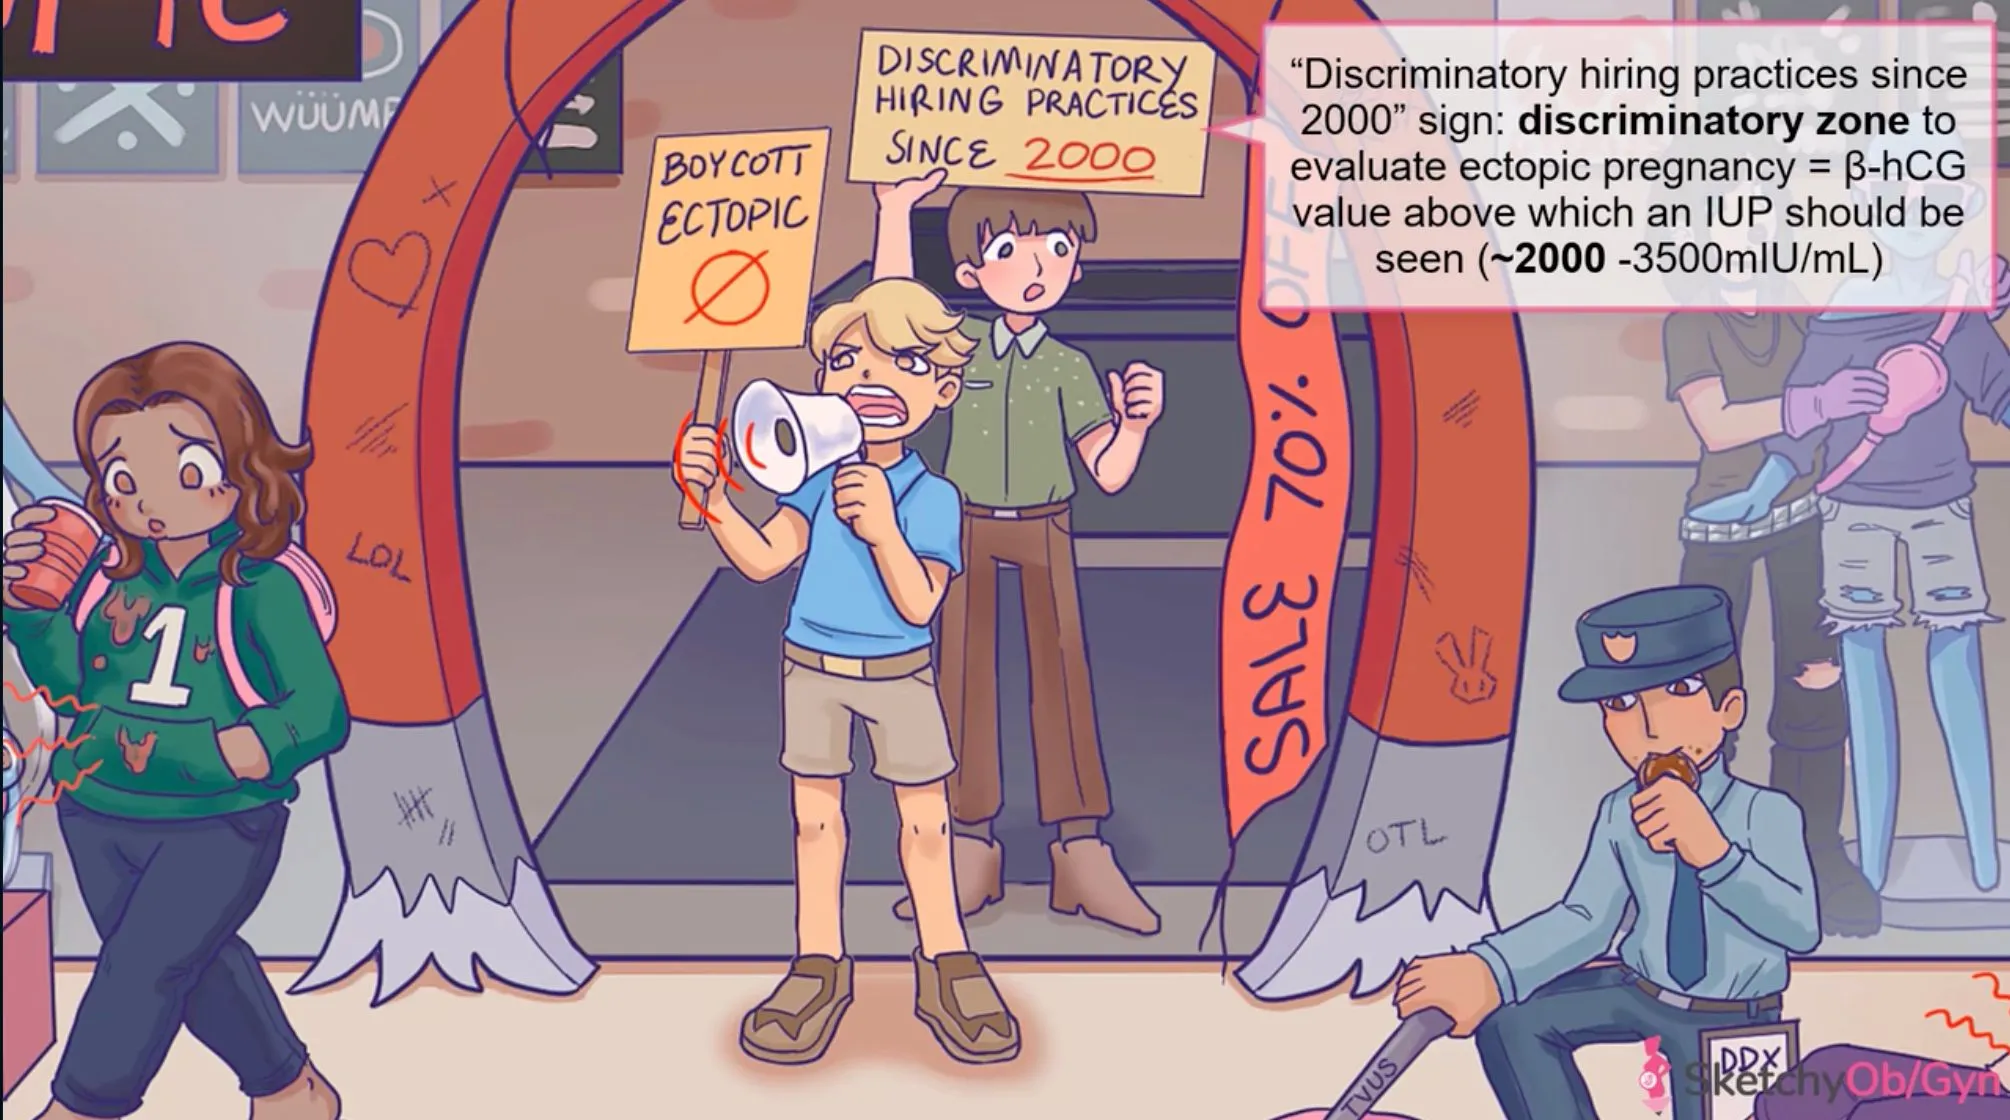 WÜÜMP
DISCRIMINATORY
HIRING PRACTICES
SINCE 2000
BOYCOTT
ECTOPIC
“Discriminatory hiring practices since
2000” sign: discriminatory zone to
evaluate ectopic pregnancy = β-hCG
value above which an IUP should be
seen (~2000 -3500mIU/mL)
SALE 70% OFF
LOL
1
OTL
TVUS
DDX
SketchyOb/Gyn